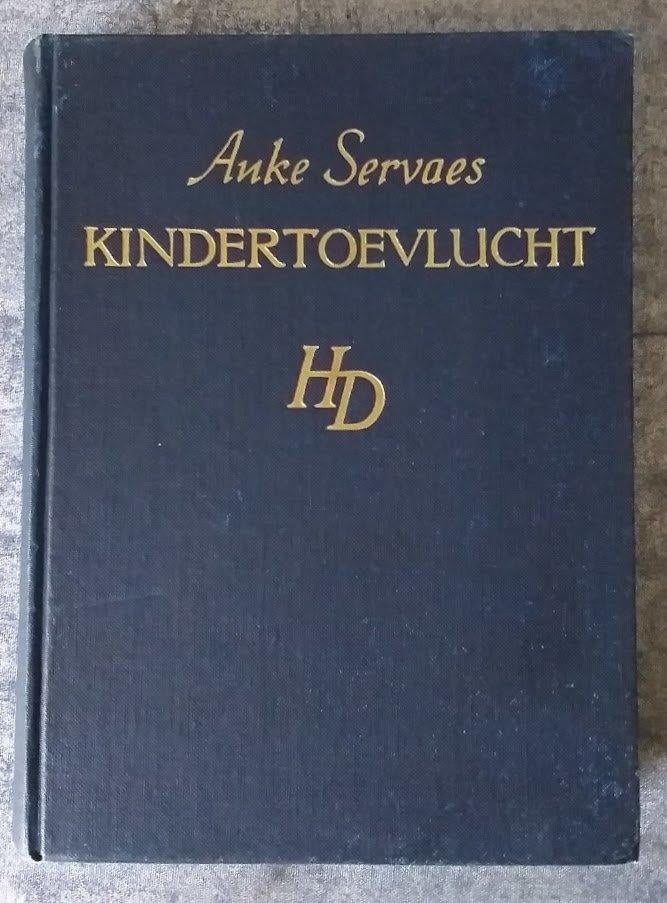 Anke Servaes
KINDERTOEVLUCHT
HD